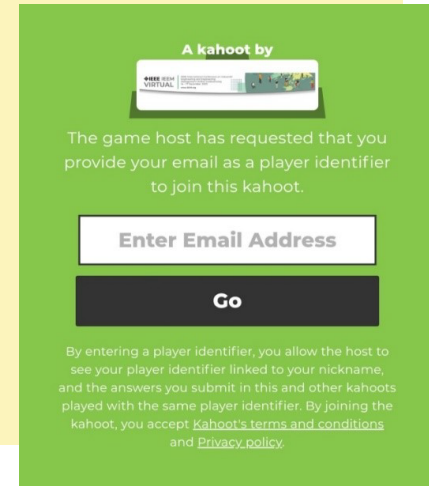 A kahoot by
IEEE IEEM
VIRTUAL
The game host has requested that you
provide your email as a player identifier
to join this kahoot.
Enter Email Address
Go
By entering a player identifier, you allow the host to
see your player identifier linked to your nickname,
and the answers you submit in this and other kahoots
played with the same player identifier. By joining the
kahoot, you accept Kahoot's terms and conditions
and Privacy policy.